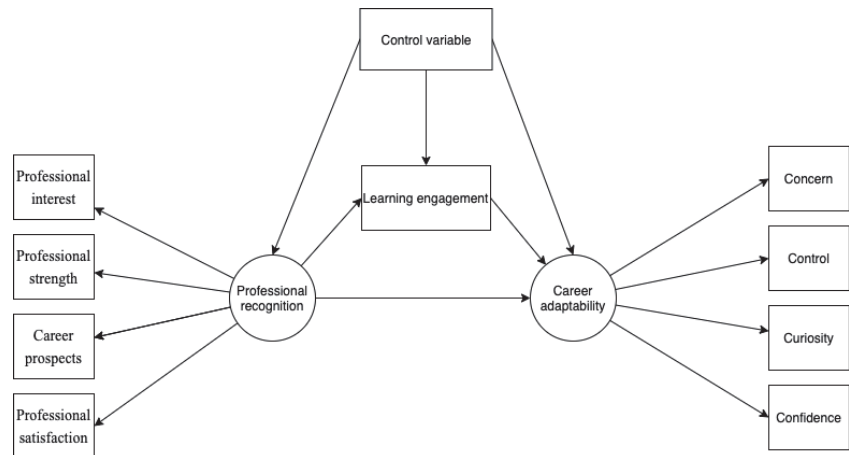 Control variable
Professional
interest
Professional
strength
Career
prospects
Professional
satisfaction
Learning engagement
Professional
recognition
Career
adaptability
Concern
Control
Curiosity
Confidence